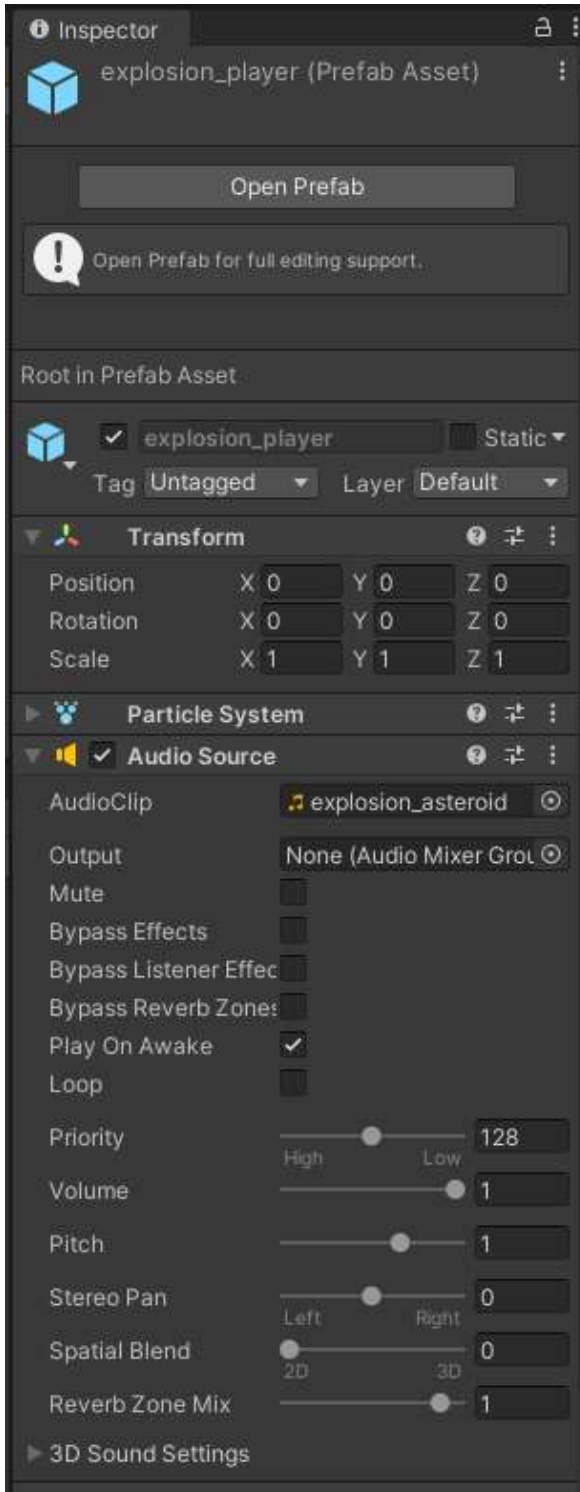 Inspector
explosion_player (Prefab Asset)
Open Prefab
Open Prefab for full editing support.
Root in Prefab Asset
explosion_player Static
Tag Untagged Layer Default
Transform
Position X 0 Y 0 Z 0
Rotation X 0 Y 0 Z 0
Scale X 1 Y 1 Z 1
Particle System
Audio Source
AudioClip explosion_asteroid
Output None (Audio Mixer Grou
Mute
Bypass Effects
Bypass Listener Effec
Bypass Reverb Zones
Play On Awake
Loop
Priority 128
High Low
Volume 1
Pitch 1
Stereo Pan 0
Left Right
Spatial Blend 0
2D 3D
Reverb Zone Mix 1
3D Sound Settings